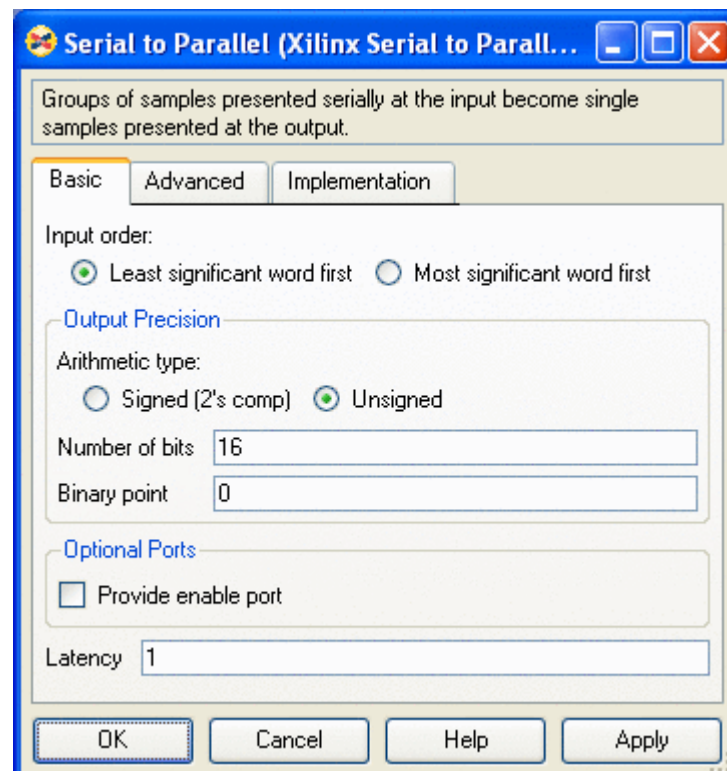 Serial to Parallel (Xilinx Serial to Parall...
Groups of samples presented serially at the input become single
samples presented at the output.
Basic Advanced Implementation
Input order:
Least significant word first Most significant word first
Output Precision
Arithmetic type:
Signed (2's comp) Unsigned
Number of bits 16
Binary point 0
Optional Ports
Provide enable port
Latency 1
OK Cancel Help Apply